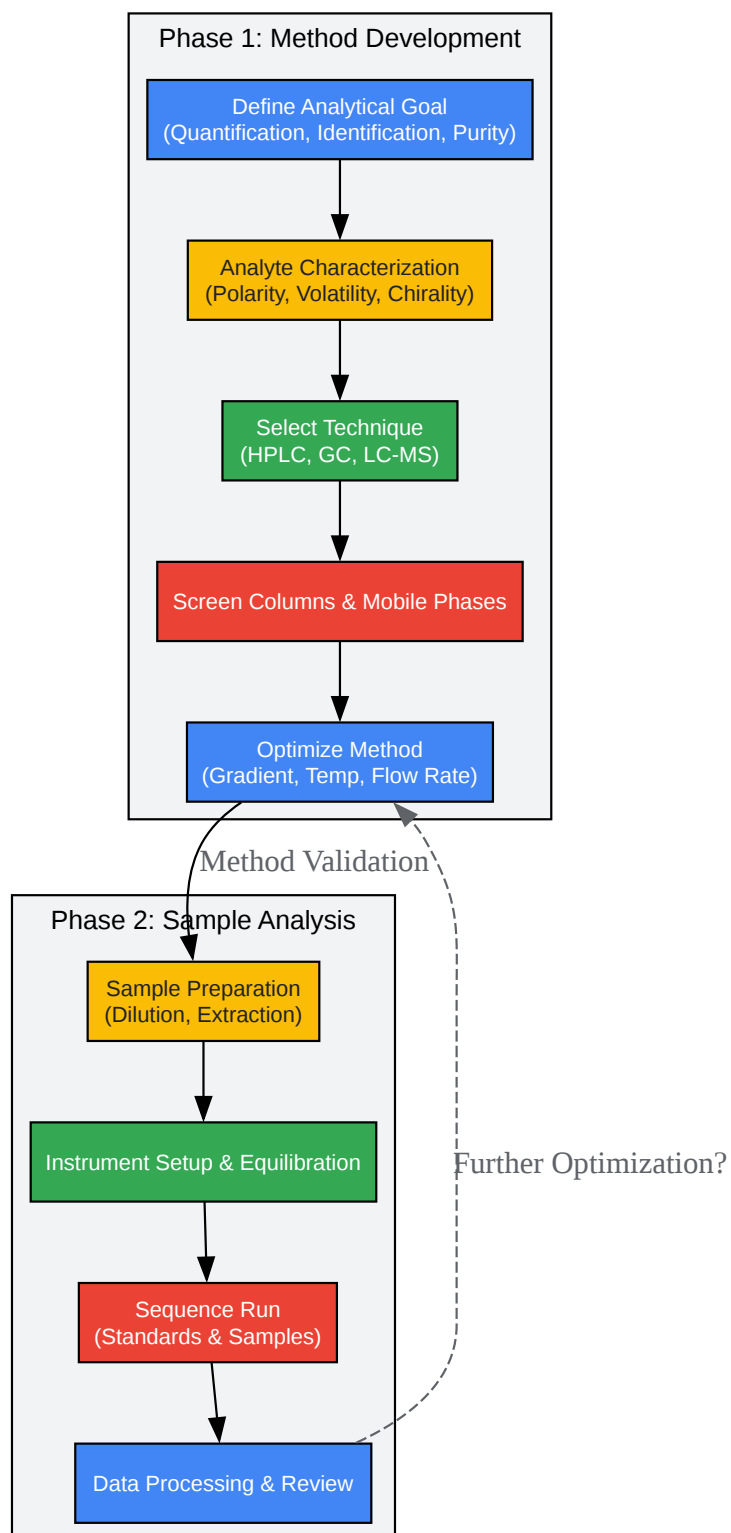 Phase 1: Method Development
Define Analytical Goal
(Quantification, Identification, Purity)
Analyte Characterization
(Polarity, Volatility, Chirality)
Select Technique
(HPLC, GC, LC-MS)
Screen Columns & Mobile Phases
Optimize Method
(Gradient, Temp, Flow Rate)
Method Validation
Phase 2: Sample Analysis
Sample Preparation
(Dilution, Extraction)
Instrument Setup & Equilibration
Further Optimization?
Sequence Run
(Standards & Samples)
Data Processing & Review